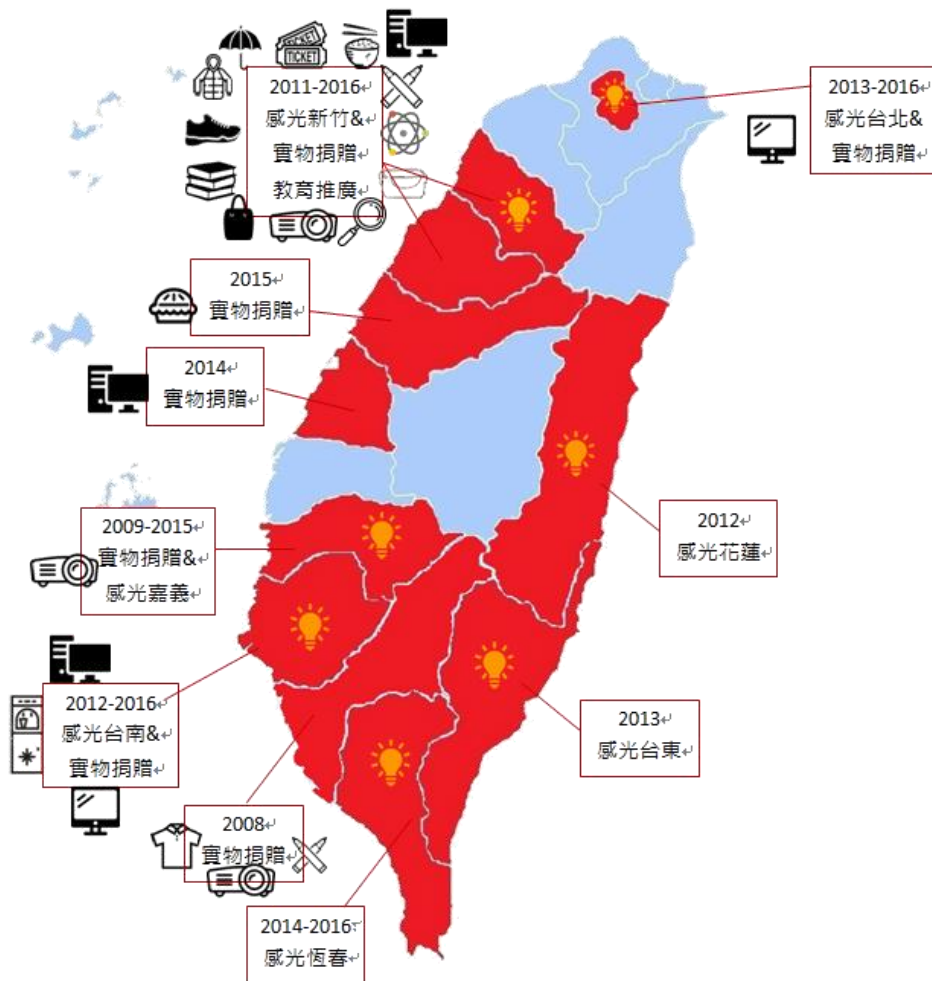 TICKET
TICKET
2011-2016
感光新竹&
實物捐贈
教育推廣
2013-2016
感光台北&
實物捐贈
2015
實物捐贈
2014
實物捐贈
2009-2015
實物捐贈&
感光嘉義
2012
感光花蓮
2012-2016
感光台南&
實物捐贈
2013
感光台東
2008
實物捐贈
2014-2016
感光恆春